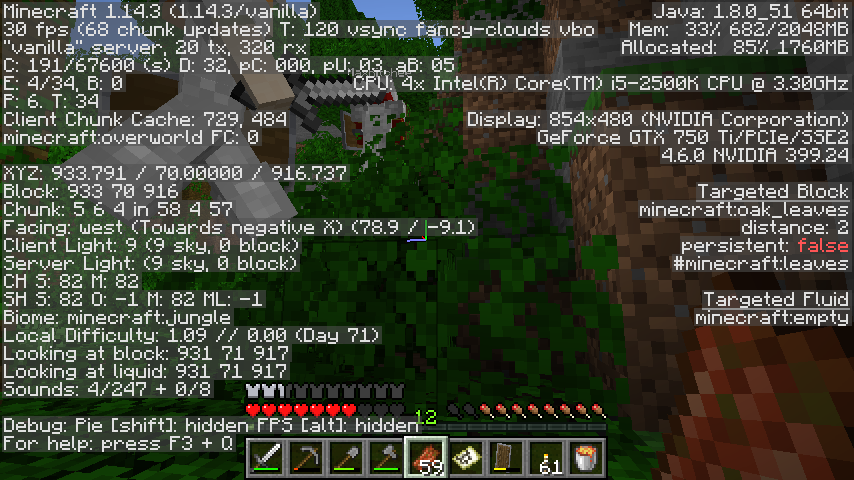 Minecraft 1.14.3 (1.14.3/vanilla)
30 fps (68 chunk updates) T: 120 vsync fancy-clouds vbo
"vanilla" server, 20 tx, 320 rx
C: 191/67600 (s) D: 32, pC: 000, pU: 03, aB: 05
E: 4/34, B: 0
P: 6. T: 34
Client Chunk Cache: 729, 484
minecraft:overworld FC: 0
XYZ: 933.791 / 70.00000 / 916.737
Block: 933 70 916
Chunk: 5 6 4 in 58 4 57
Facing: west (Towards negative X) (78.9 / -9.1)
Client Light: 9 (9 sky, 0 block)
Server Light: (9 sky, 0 block)
CH S: 82 M: 82
SH S: 82 O: -1 M: 82 ML: -1
Biome: minecraft:jungle
Local Difficulty: 1.09 // 0.00 (Day 71)
Looking at block: 931 71 917
Looking at liquid: 931 71 917
Sounds: 4/247 + 0/8
Debug: Pie [shift]: hidden FPS [alt]: hidden
For help: press F3 + Q
Java: 1.8.0_51 64bit
Mem: 33% 682/2048MB
Allocated: 85% 1760MB
CPU: 4x Intel(R) Core(TM) i5-2500K CPU @ 3.30GHz
Display: 854x480 (NVIDIA Corporation)
GeForce GTX 750 Ti/PCIe/SSE2
4.6.0 NVIDIA 399.24
Targeted Block
minecraft:oak_leaves
distance: 2
persistent: false
#minecraft:leaves
Targeted Fluid
minecraft:empty
12
59
61